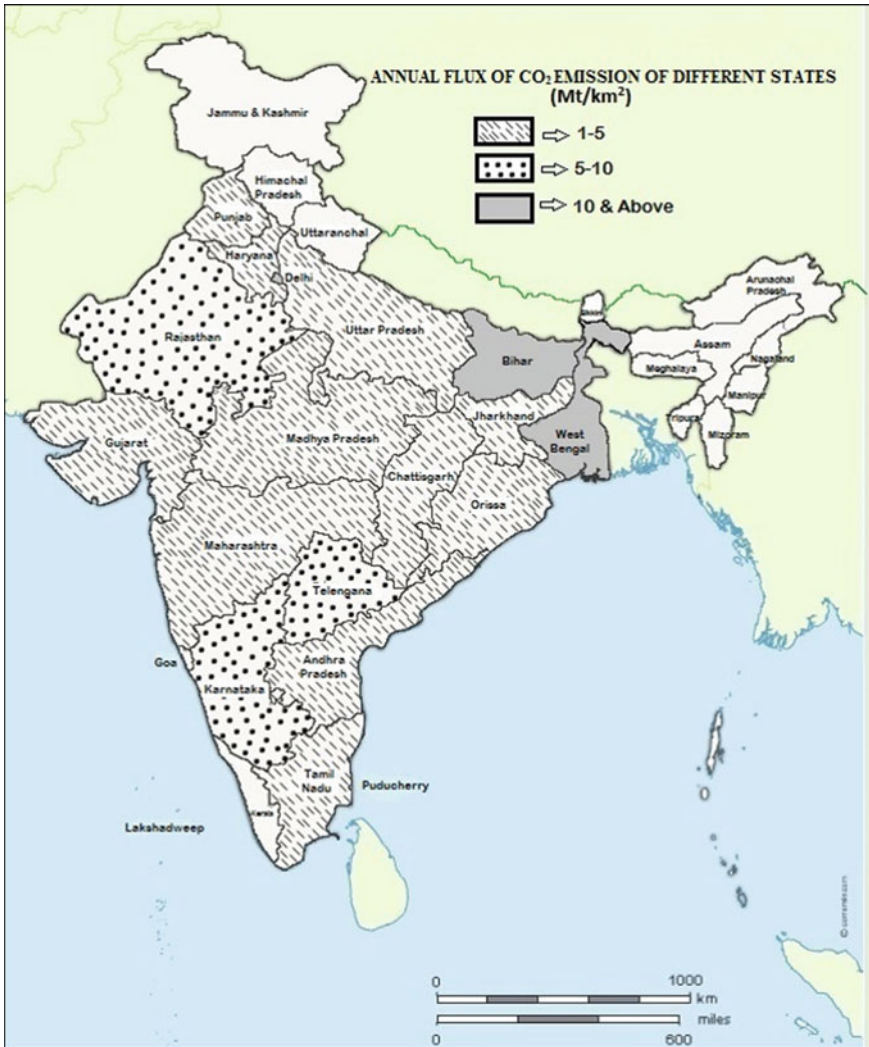 ANNUAL FLUX OF CO₂ EMISSION OF DIFFERENT STATES
(Mt/km²)
1-5
5-10
10 & Above
Jammu & Kashmir
Himachal
Pradesh
Punjab
Uttaranchal
Haryana
Delhi
Arunachal
Pradesh
Rajasthan
Uttar Pradesh
Bihar
Assam
Nagaland
Meghalaya
Manipur
Tripura
Mizoram
Gujarat
Madhya Pradesh
Jharkhand
West
Bengal
Chattisgarh
Orissa
Maharashtra
Telengana
Goa
Andhra
Pradesh
Karnataka
Tamil
Nadu
Puducherry
Kerala
Lakshadweep
0 1000
km
miles
0 600